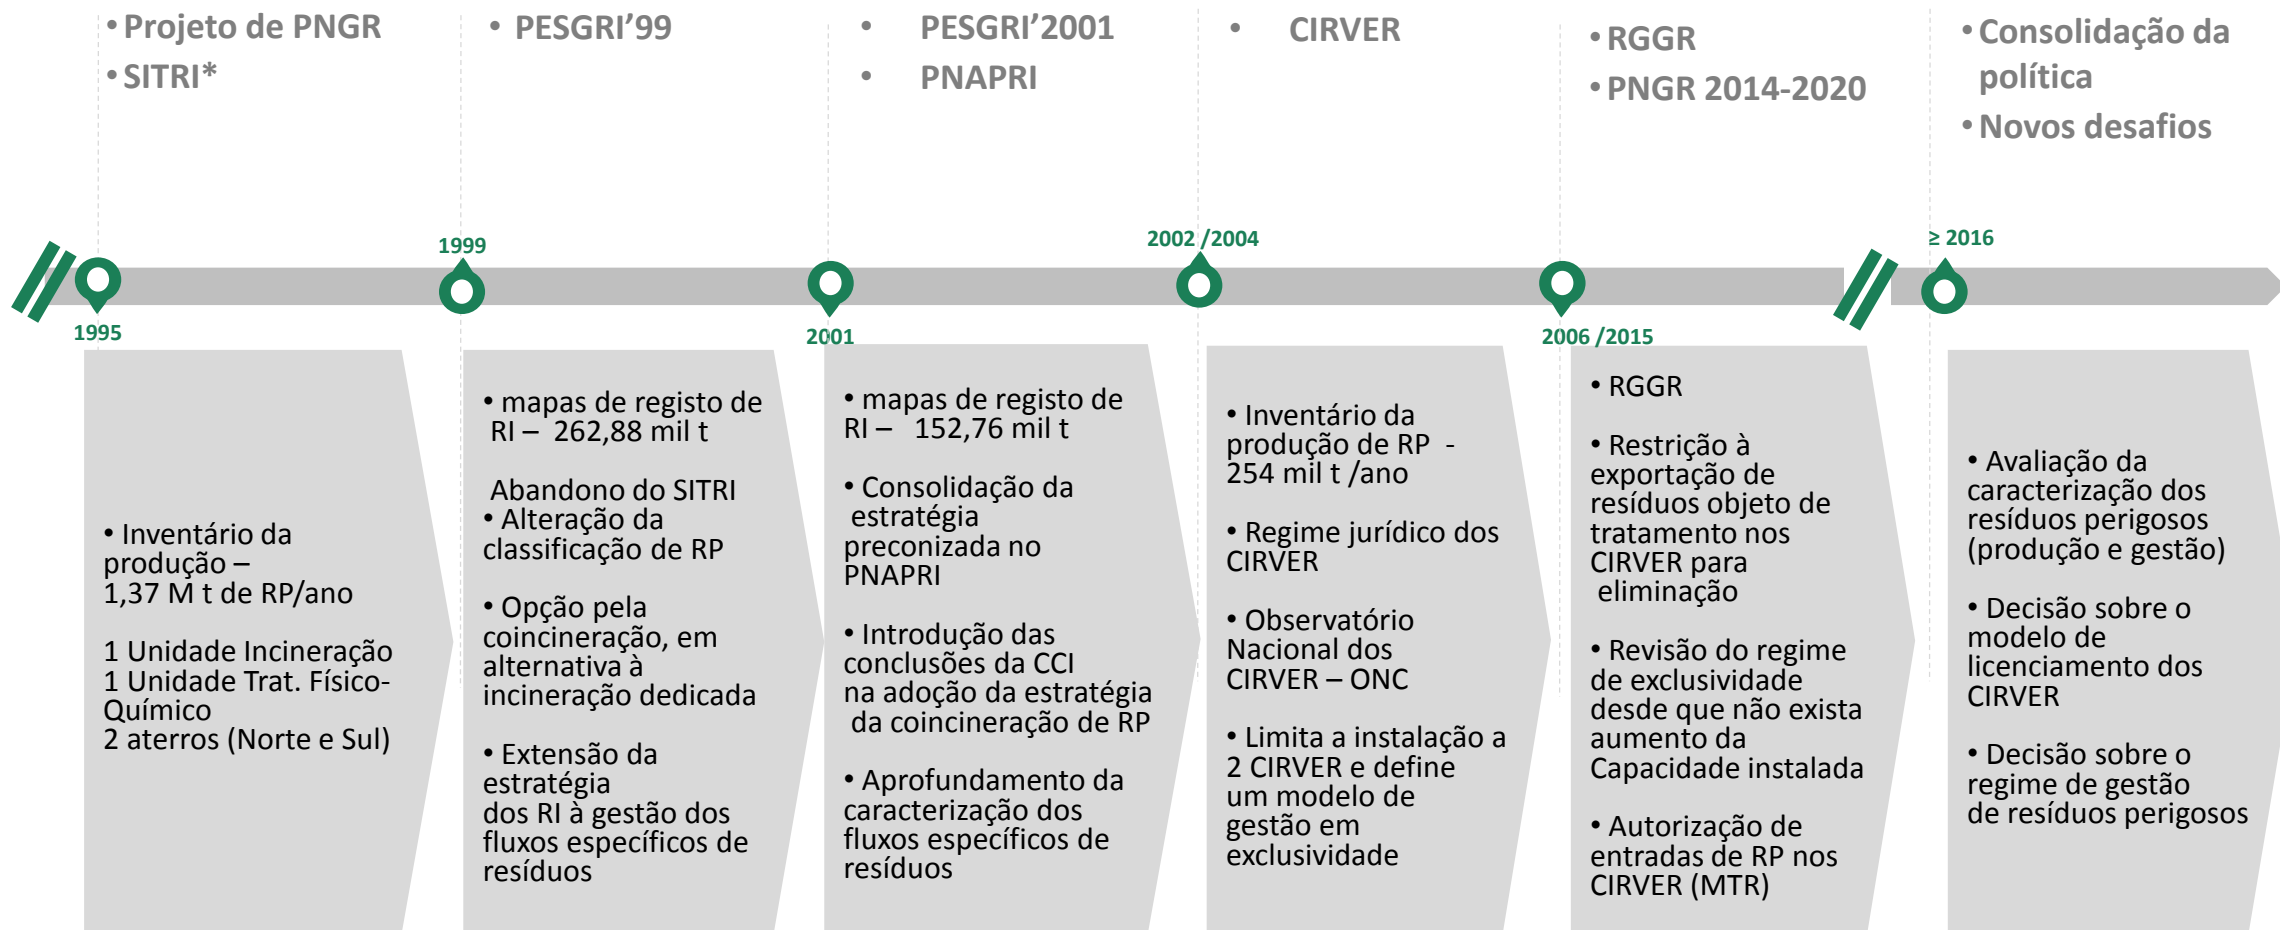 • Projeto de PNGR
• SITRI*
• PESGRI’99
• PESGRI’2001
• PNAPRI
• CIRVER
• RGGR
• PNGR 2014-2020
• Consolidação da
política
• Novos desafios
1995
1999
2001
2002 /2004
2006 /2015
≥ 2016
• Inventário da
produção –
1,37 M t de RP/ano
1 Unidade Incineração
1 Unidade Trat. Físico-
Químico
2 aterros (Norte e Sul)
• mapas de registo de
RI – 262,88 mil t
Abandono do SITRI
• Alteração da
classificação de RP
• Opção pela
coincineração, em
alternativa à
incineração dedicada
• Extensão da
estratégia
dos RI à gestão dos
fluxos específicos de
resíduos
• mapas de registo de
RI – 152,76 mil t
• Consolidação da
estratégia
preconizada no
PNAPRI
• Introdução das
conclusões da CCI
na adoção da estratégia
da coincineração de RP
• Aprofundamento da
caracterização dos
fluxos específicos de
resíduos
• Inventário da
produção de RP -
254 mil t /ano
• Regime jurídico dos
CIRVER
• Observatório
Nacional dos
CIRVER – ONC
• Limita a instalação a
2 CIRVER e define
um modelo de
gestão em
exclusividade
• RGGR
• Restrição à
exportação de
resíduos objeto de
tratamento nos
CIRVER para
eliminação
• Revisão do regime
de exclusividade
desde que não exista
aumento da
Capacidade instalada
• Autorização de
entradas de RP nos
CIRVER (MTR)
• Avaliação da
caracterização dos
resíduos perigosos
(produção e gestão)
• Decisão sobre o
modelo de
licenciamento dos
CIRVER
• Decisão sobre o
regime de gestão
de resíduos perigosos